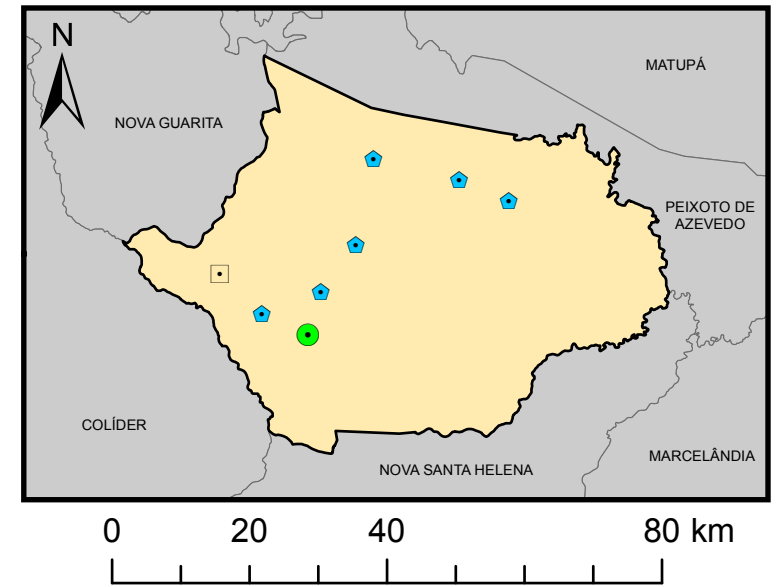 N
MATUPÁ
NOVA GUARITA
PEIXOTO DE
AZEVEDO
COLÍDER
MARCELÂNDIA
NOVA SANTA HELENA
0 20 40 80 km